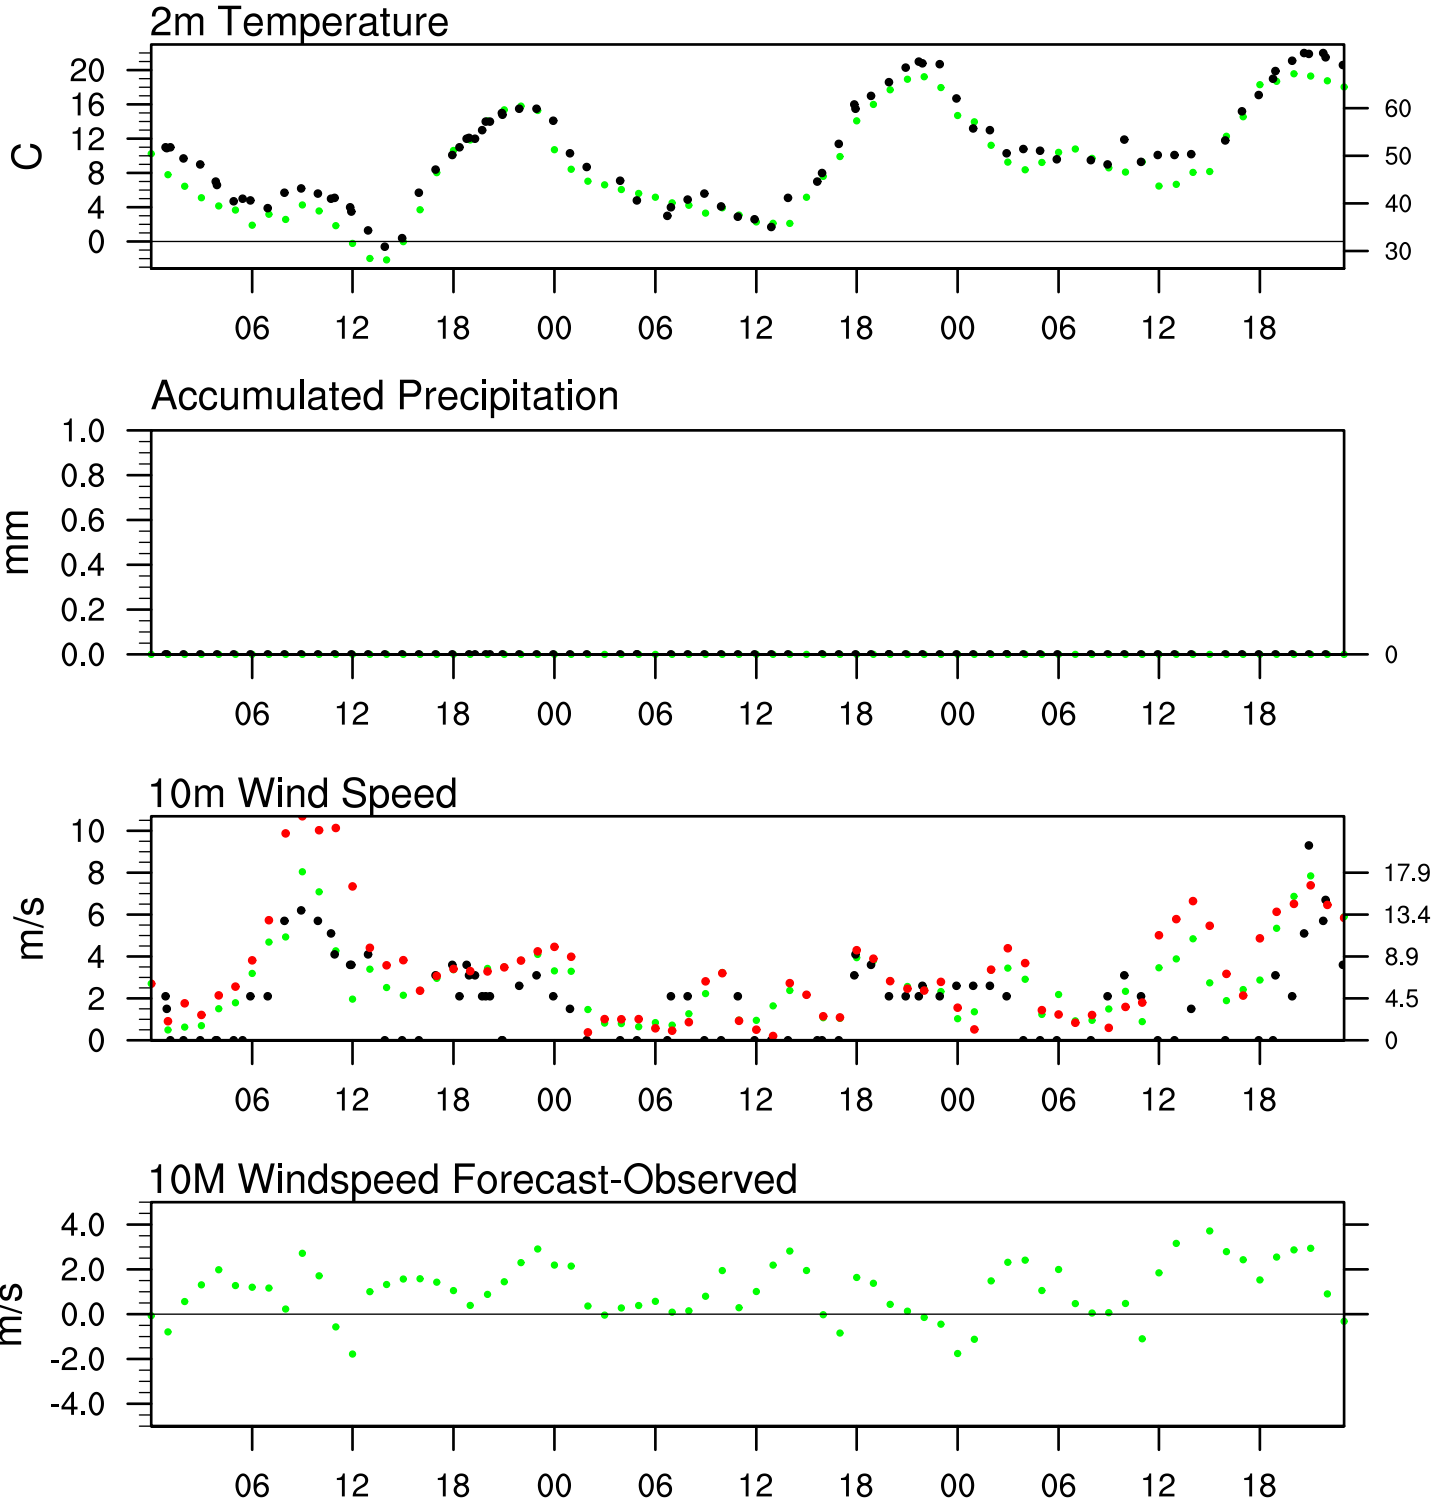 2m Temperature
20
16
12
8
4
0
C
60
50
40
30
06 12 18 00 06 12 18 00 06 12 18
Accumulated Precipitation
1.0
0.8
0.6
0.4
0.2
0.0
mm
0
06 12 18 00 06 12 18 00 06 12 18
10m Wind Speed
10
8
6
4
2
0
m/s
17.9
13.4
8.9
4.5
0
06 12 18 00 06 12 18 00 06 12 18
10M Windspeed Forecast-Observed
4.0
2.0
0.0
-2.0
-4.0
m/s
06 12 18 00 06 12 18 00 06 12 18